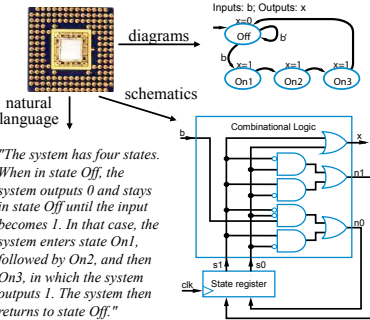 Inputs: b; Outputs: x
x=0
diagrams
Off
b'
b
x=1
x=1
x=1
On1
On2
On3
natural
language
schematics
Combinational Logic
b
x
n1
n0
s1
s0
clk
State register
"The system has four states.
When in state Off, the
system outputs 0 and stays
in state Off until the input
becomes 1. In that case, the
system enters state On1,
followed by On2, and then
On3, in which the system
outputs 1. The system then
returns to state Off."